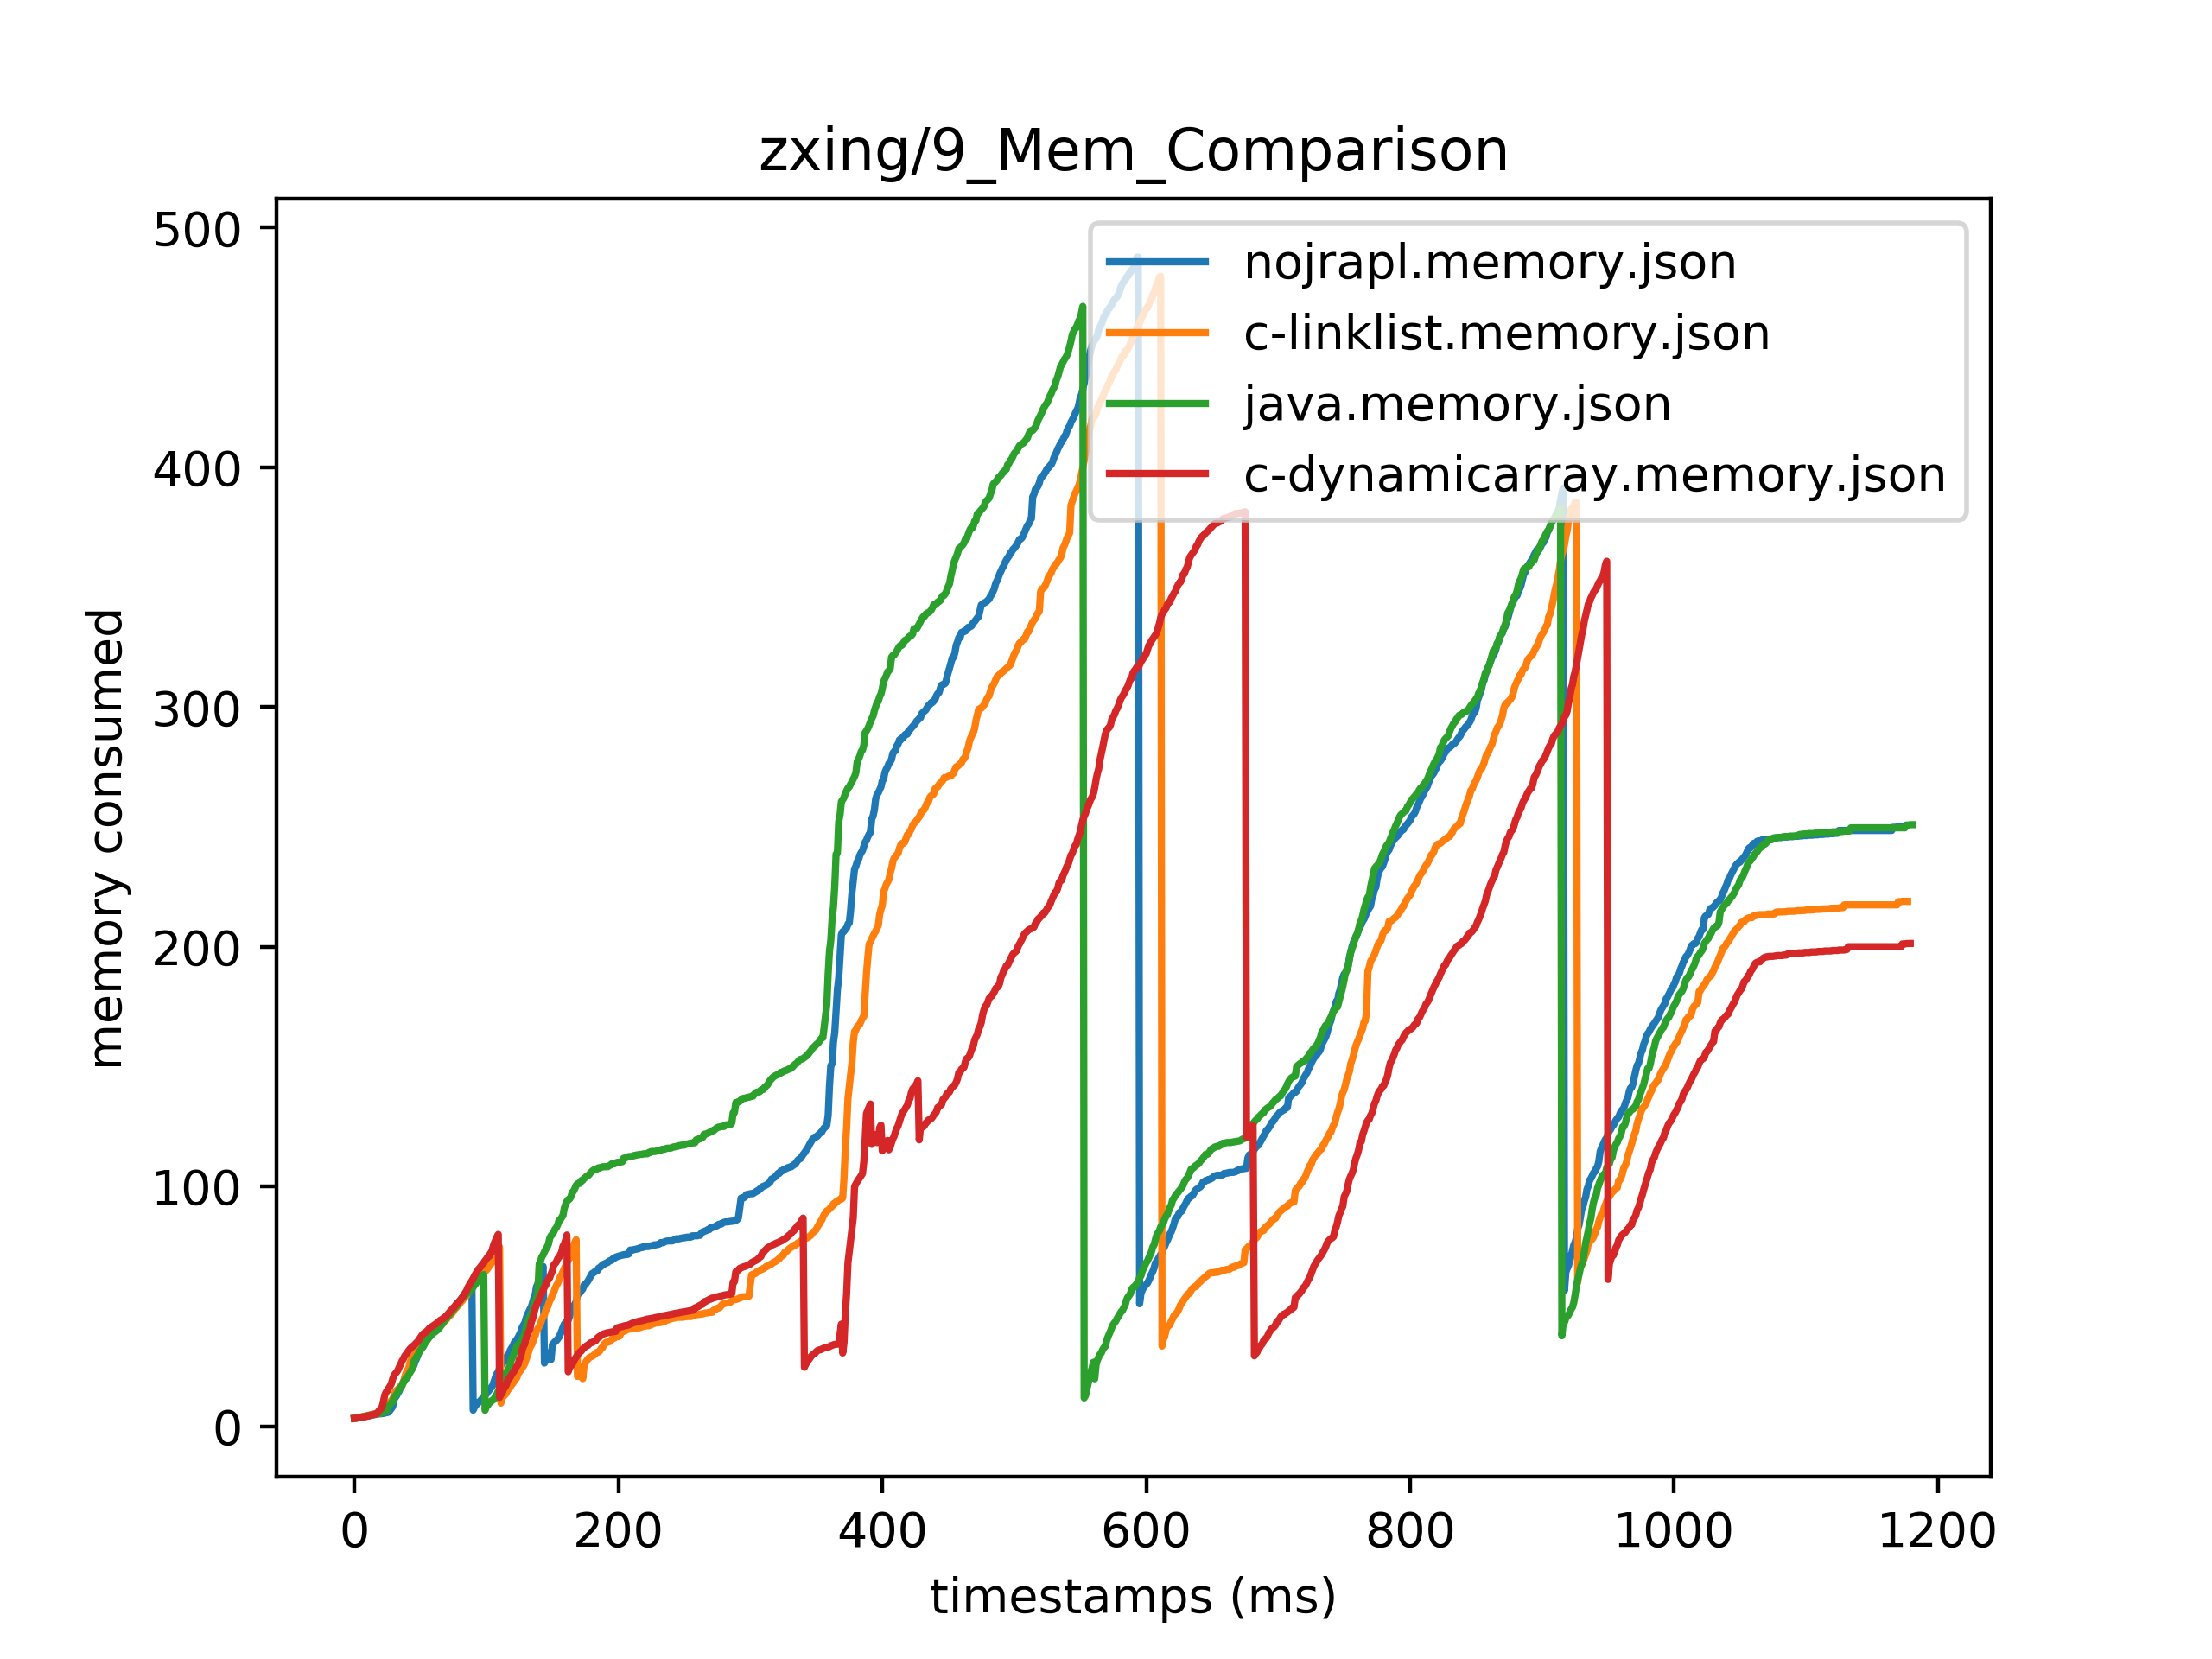 zxing/9_Mem_Comparison
500
400
300
200
100
0
memory consumed
nojrapl.memory.json
c-linklist.memory.json
java.memory.json
c-dynamicarray.memory.json
0 200 400 600 800 1000 1200
timestamps (ms)